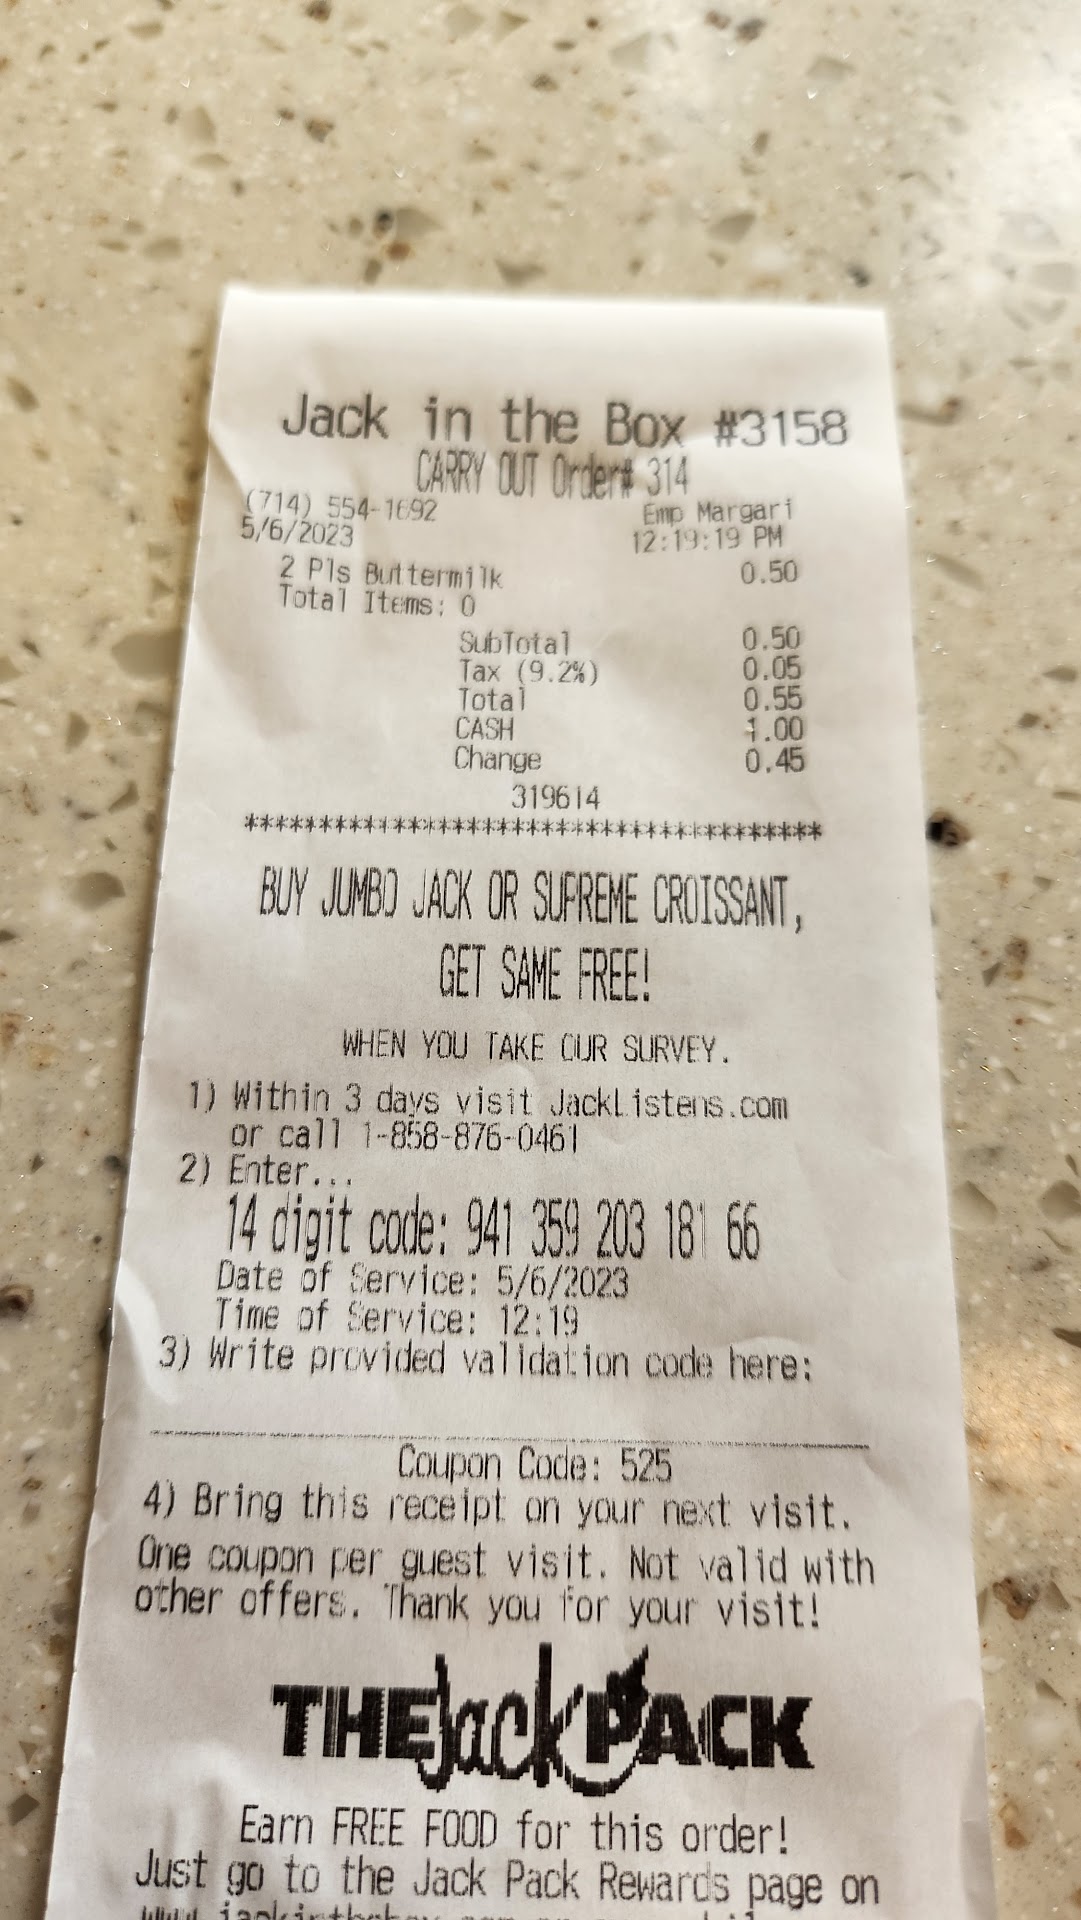 Jack in the Box #3158
CARRY OUT Order# 314
(714) 554-1692 Emp Margari
5/6/2023 12:19:19 PM
2 Pls Buttermilk 0.50
Total Items: 0
SubTotal 0.50
Tax (9.2%) 0.05
Total 0.55
CASH 1.00
Change 0.45
319614
***************************************
BUY JUMBO JACK OR SUPREME CROISSANT,
GET SAME FREE!
WHEN YOU TAKE OUR SURVEY.
1) Within 3 days visit JackListens.com
or call 1-858-876-0461
2) Enter...
14 digit code: 941 359 203 181 66
Date of Service: 5/6/2023
Time of Service: 12:19
3) Write provided validation code here:
Coupon Code: 525
4) Bring this receipt on your next visit.
One coupon per guest visit. Not valid with
other offers. Thank you for your visit!
THE Jack PACK
Earn FREE FOOD for this order!
Just go to the Jack Pack Rewards page on